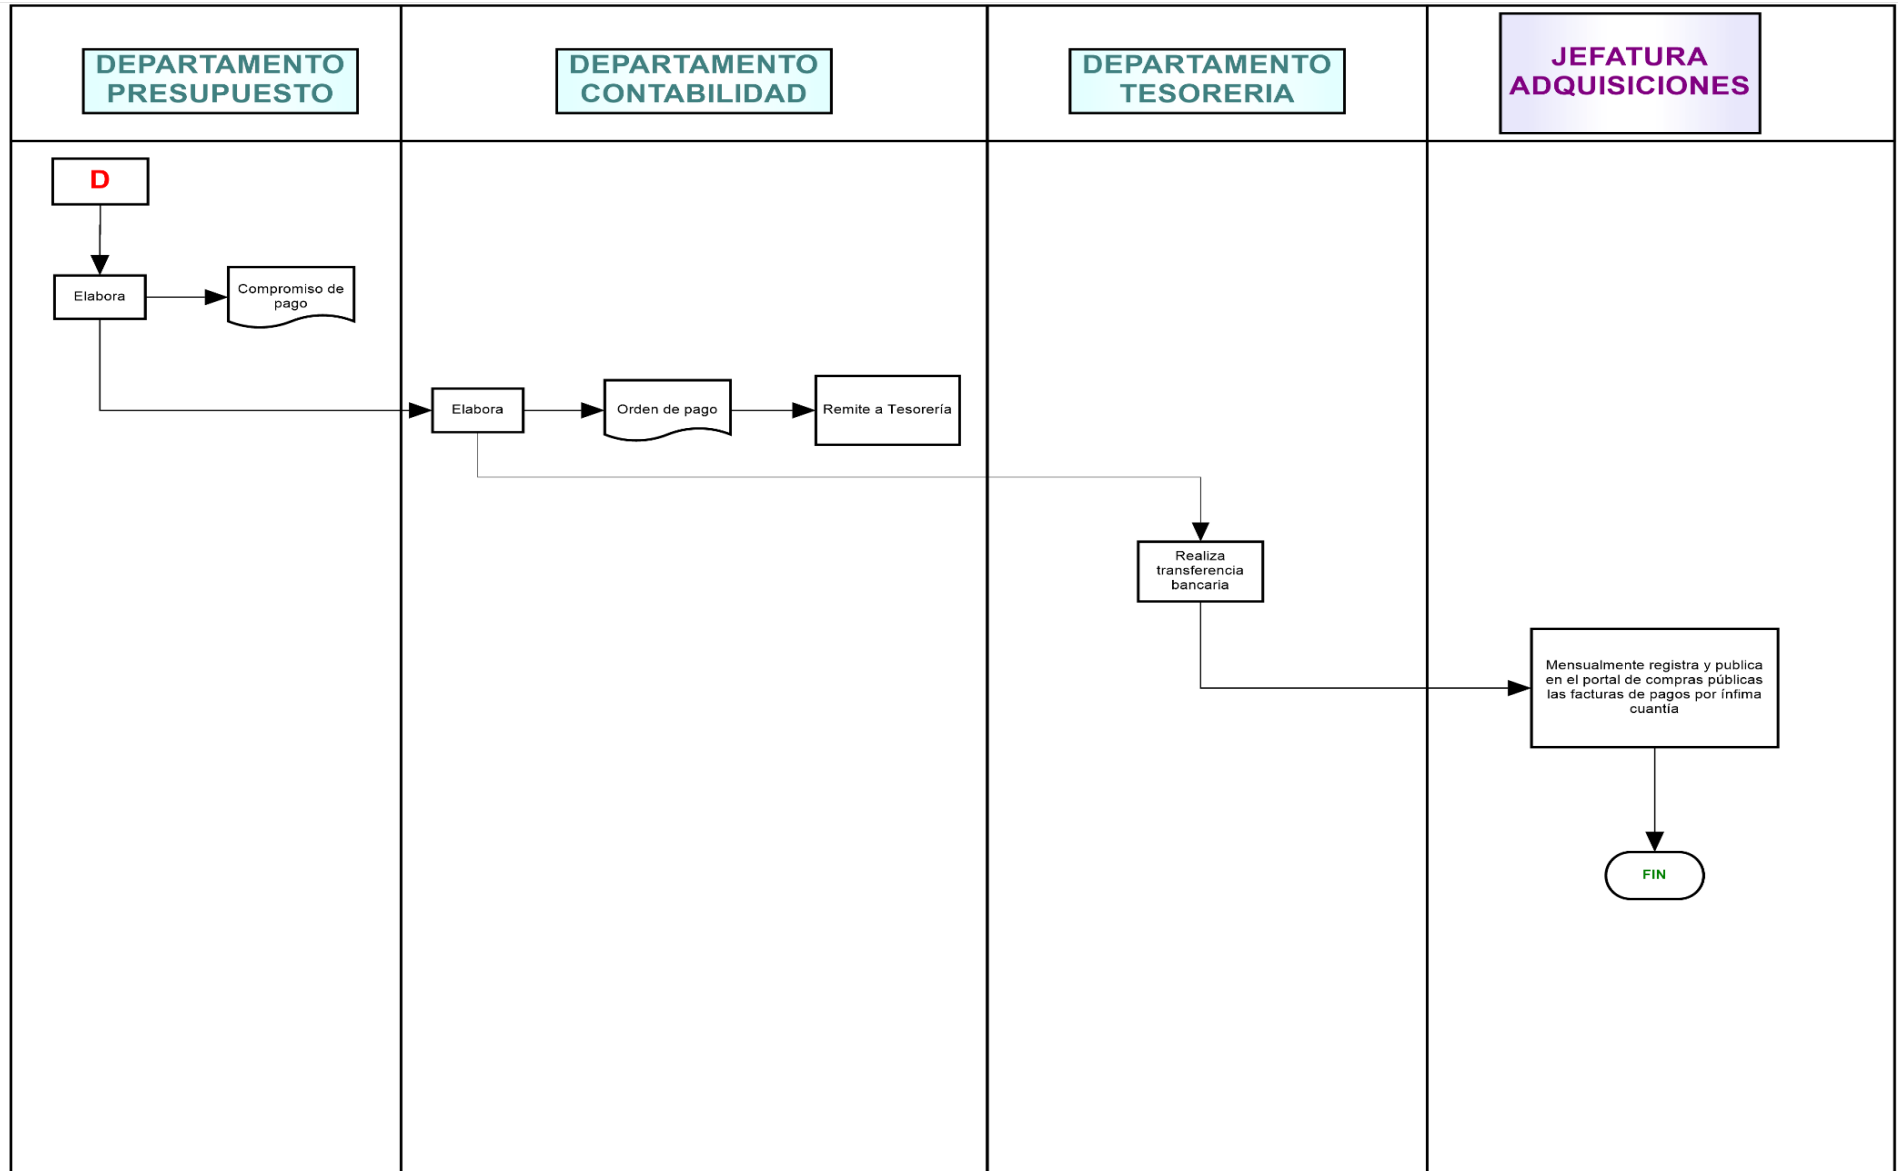 DEPARTAMENTO
PRESUPUESTO
DEPARTAMENTO
CONTABILIDAD
DEPARTAMENTO
TESORERIA
JEFATURA
ADQUISICIONES
D
Elabora
Compromiso de
pago
Elabora
Orden de pago
Remite a Tesorería
Realiza
transferencia
bancaria
Mensualmente registra y publica
en el portal de compras públicas
las facturas de pagos por ínfima
cuantía
FIN